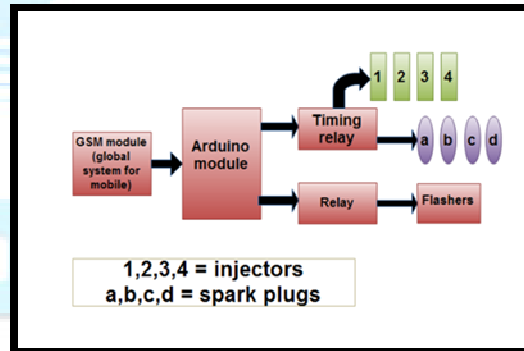 1 2 3 4
Timing
relay
a b c d
GSM module
(global
system for
mobile)
Arduino
module
Relay
Flashers
1,2,3,4 = injectors
a,b,c,d = spark plugs